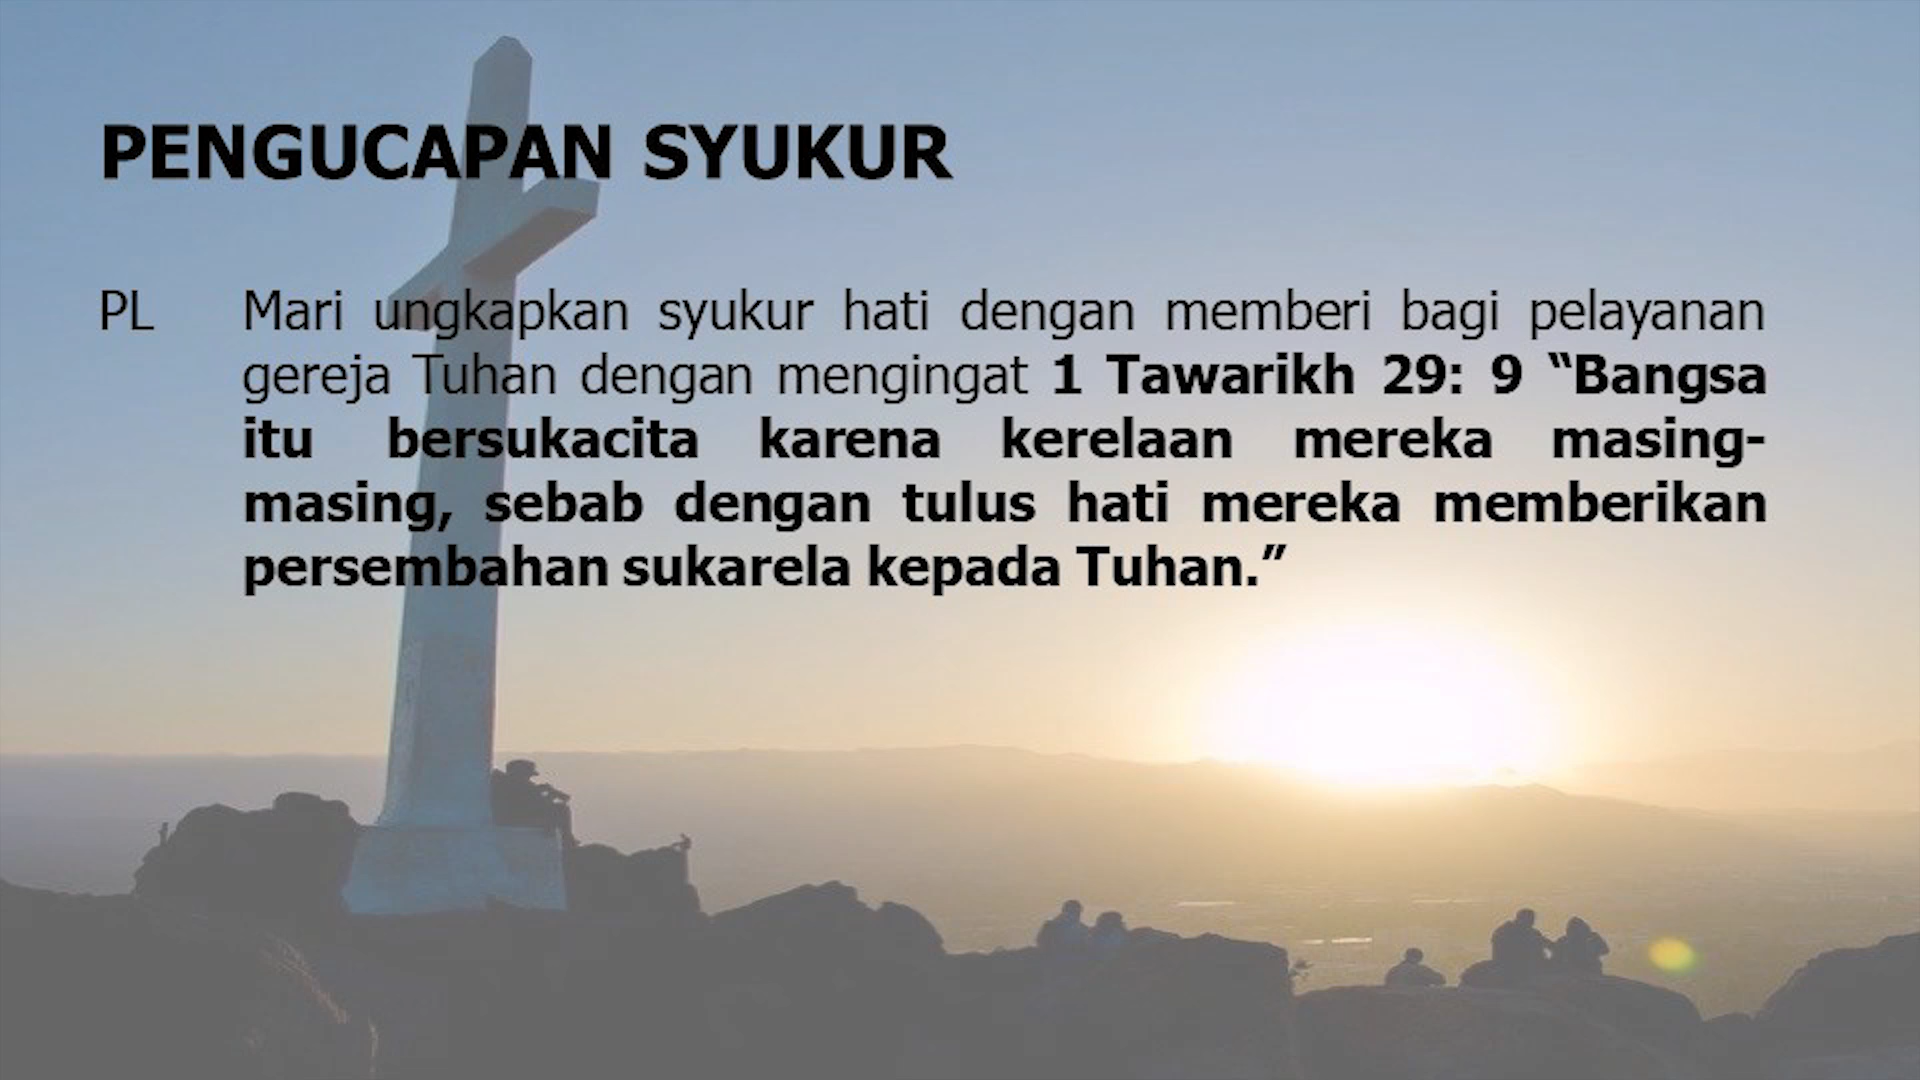 PENGUCAPAN SYUKUR
PL Mari ungkapkan syukur hati dengan memberi bagi pelayanan
gereja Tuhan dengan mengingat 1 Tawarikh 29: 9 “Bangsa
itu bersukacita karena kerelaan mereka masing-
masing, sebab dengan tulus hati mereka memberikan
persembahan sukarela kepada Tuhan.”